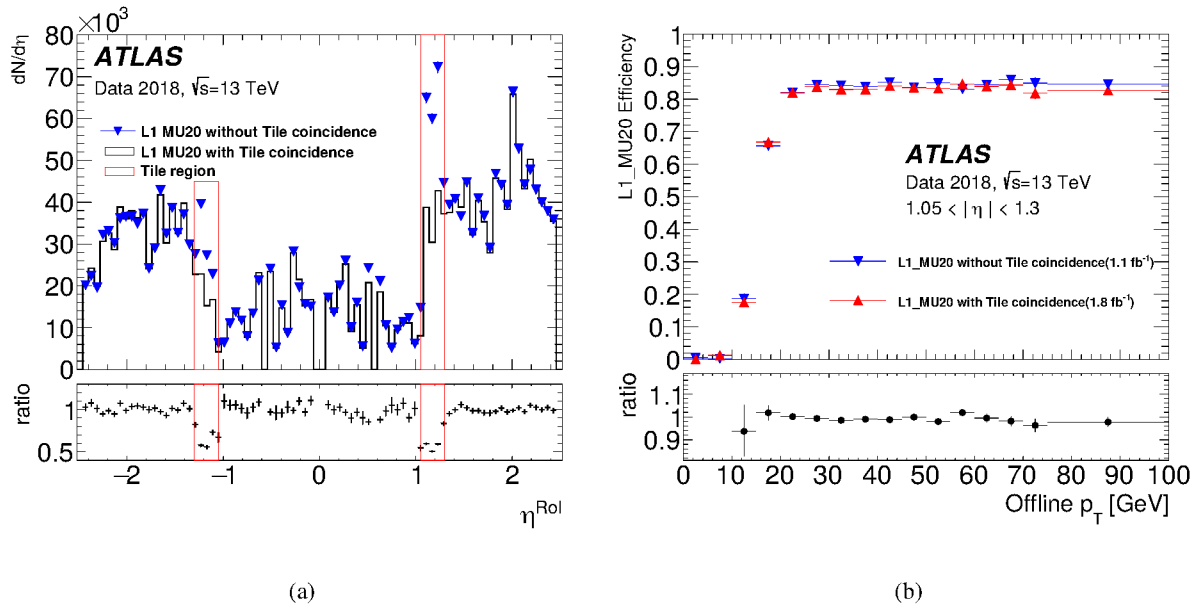 ×10³
dN/dη
80
70
60
50
40
30
20
10
0
ATLAS
Data 2018, √s=13 TeV
L1 MU20 without Tile coincidence
L1 MU20 with Tile coincidence
Tile region
ratio
1
0.5
−2 −1 0 1 2
η^RoI
(a)
L1_MU20 Efficiency
1
0.9
0.8
0.7
0.6
0.5
0.4
0.3
0.2
0.1
0
ATLAS
Data 2018, √s=13 TeV
1.05 < | η | < 1.3
L1_MU20 without Tile coincidence(1.1 fb⁻¹)
L1_MU20 with Tile coincidence(1.8 fb⁻¹)
ratio
1.1
1
0.9
0 10 20 30 40 50 60 70 80 90 100
Offline p_T [GeV]
(b)